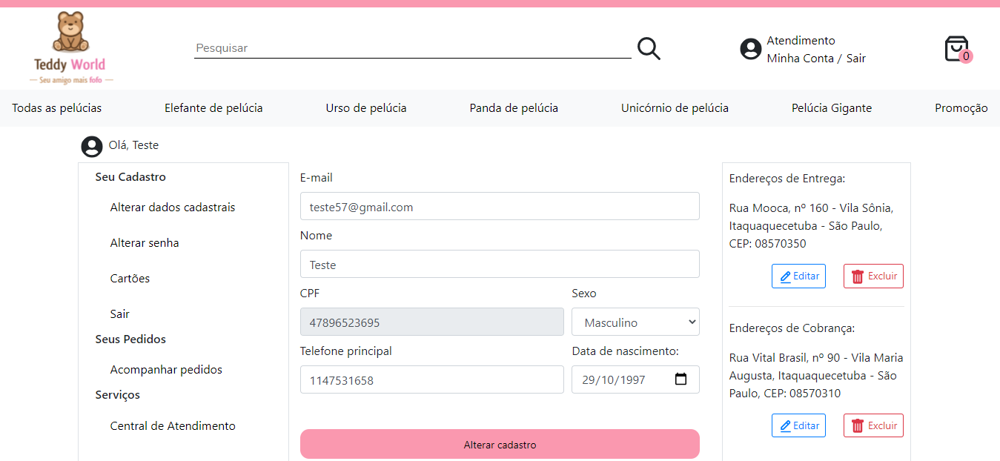 Teddy World
Seu amigo mais fofo
Pesquisar
Atendimento
Minha Conta / Sair
0
Todas as pelúcias
Elefante de pelúcia
Urso de pelúcia
Panda de pelúcia
Unicórnio de pelúcia
Pelúcia Gigante
Promoção
Olá, Teste
Seu Cadastro
Alterar dados cadastrais
Alterar senha
Cartões
Sair
Seus Pedidos
Acompanhar pedidos
Serviços
Central de Atendimento
E-mail
teste57@gmail.com
Nome
Teste
CPF
Sexo
47896523695
Masculino
Telefone principal
Data de nascimento:
1147531658
29/10/1997
Alterar cadastro
Endereços de Entrega:
Rua Mooca, nº 160 - Vila Sônia,
Itaquaquecetuba - São Paulo,
CEP: 08570350
Editar
Excluir
Endereços de Cobrança:
Rua Vital Brasil, nº 90 - Vila Maria
Augusta, Itaquaquecetuba - São
Paulo, CEP: 08570310
Editar
Excluir